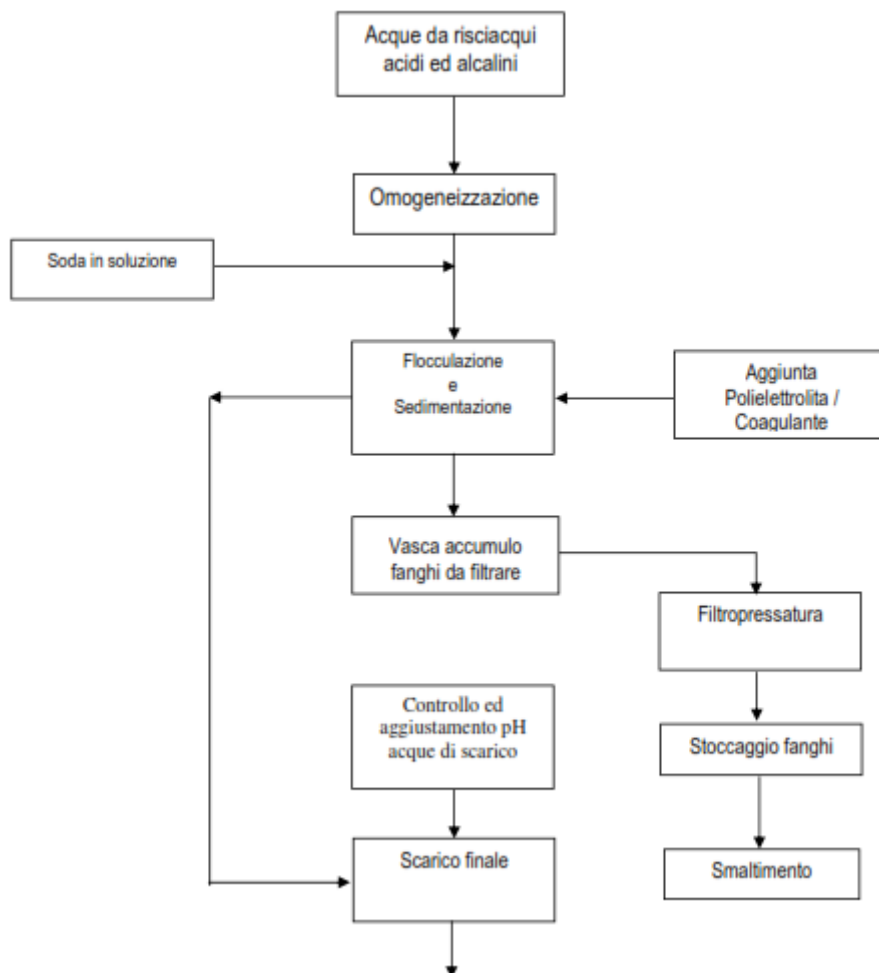 Acque da risciacqui
acidi ed alcalini
Omogeneizzazione
Soda in soluzione
Flocculazione
e
Sedimentazione
Aggiunta
Polielettrolita /
Coagulante
Vasca accumulo
fanghi da filtrare
Filtropressatura
Controllo ed
aggiustamento pH
acque di scarico
Stoccaggio fanghi
Scarico finale
Smaltimento